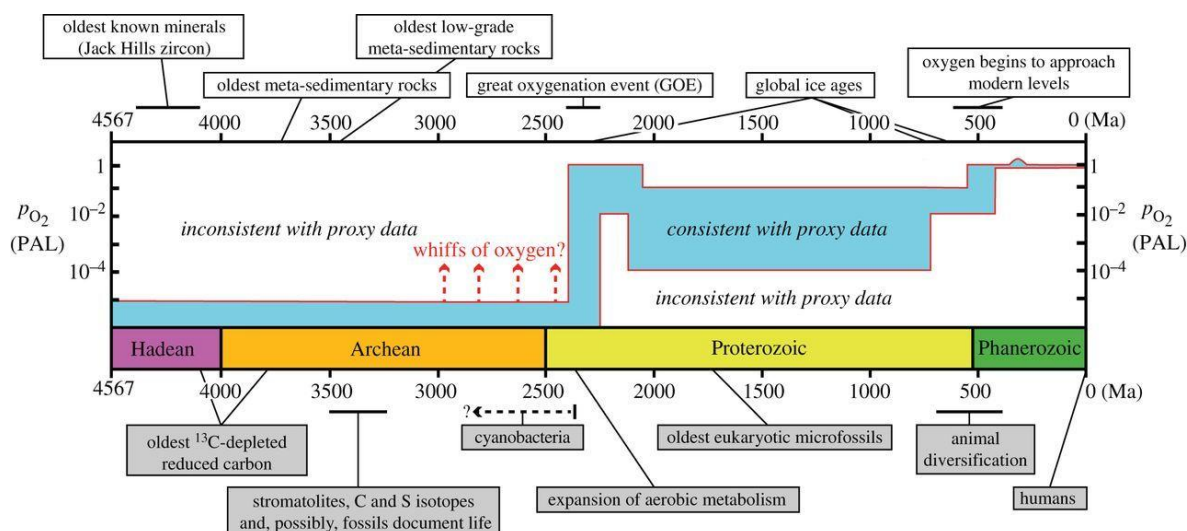 oldest known minerals
(Jack Hills zircon)
oldest low-grade
meta-sedimentary rocks
oldest meta-sedimentary rocks
great oxygenation event (GOE)
global ice ages
oxygen begins to approach
modern levels
4567 4000 3500 3000 2500 2000 1500 1000 500 0 (Ma)
1
10⁻²
10⁻⁴
pO₂
(PAL)
inconsistent with proxy data
whiffs of oxygen?
consistent with proxy data
inconsistent with proxy data
1
10⁻²
10⁻⁴
pO₂
(PAL)
Hadean Archean Proterozoic Phanerozoic
4567 4000 3500 3000 2500 2000 1500 1000 500 0 (Ma)
?
oldest ¹³C-depleted
reduced carbon
cyanobacteria
oldest eukaryotic microfossils
animal
diversification
stromatolites, C and S isotopes
and, possibly, fossils document life
expansion of aerobic metabolism
humans